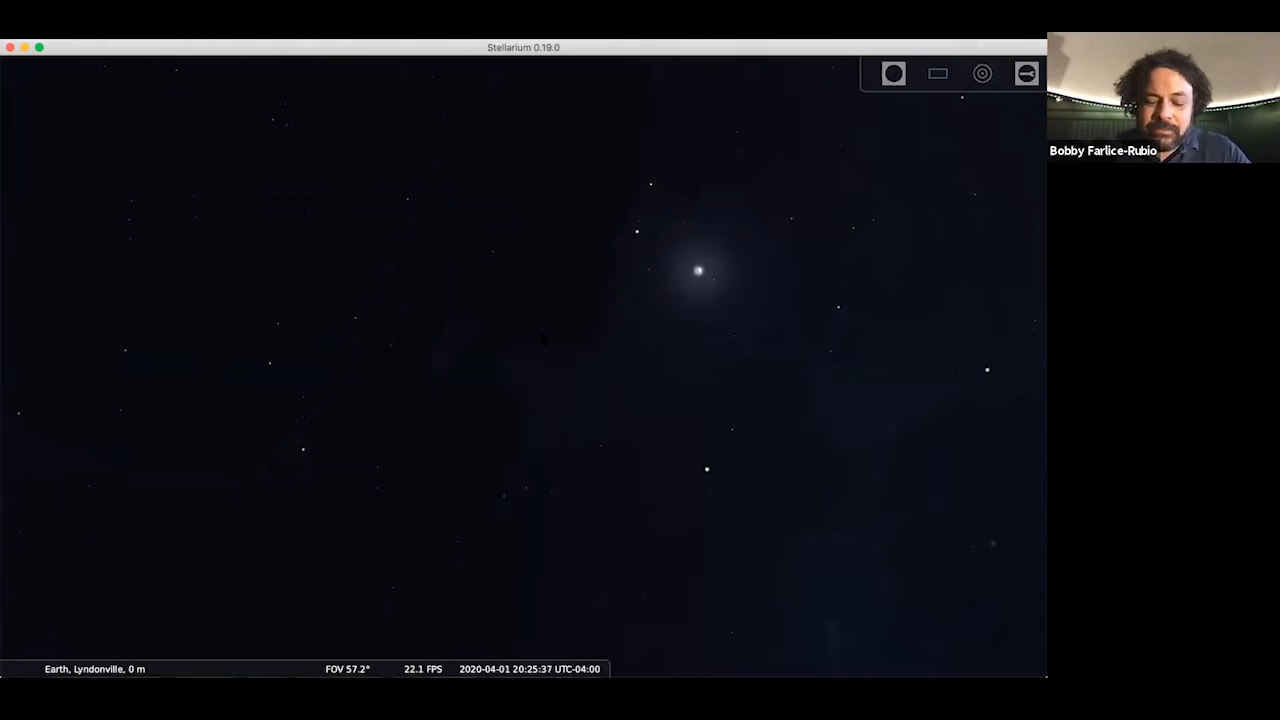 Stellarium 0.19.0
Bobby Farlice-Rubio
Earth, Lyndonville, 0 m FOV 57.2° 22.1 FPS 2020-04-01 20:25:37 UTC-04:00